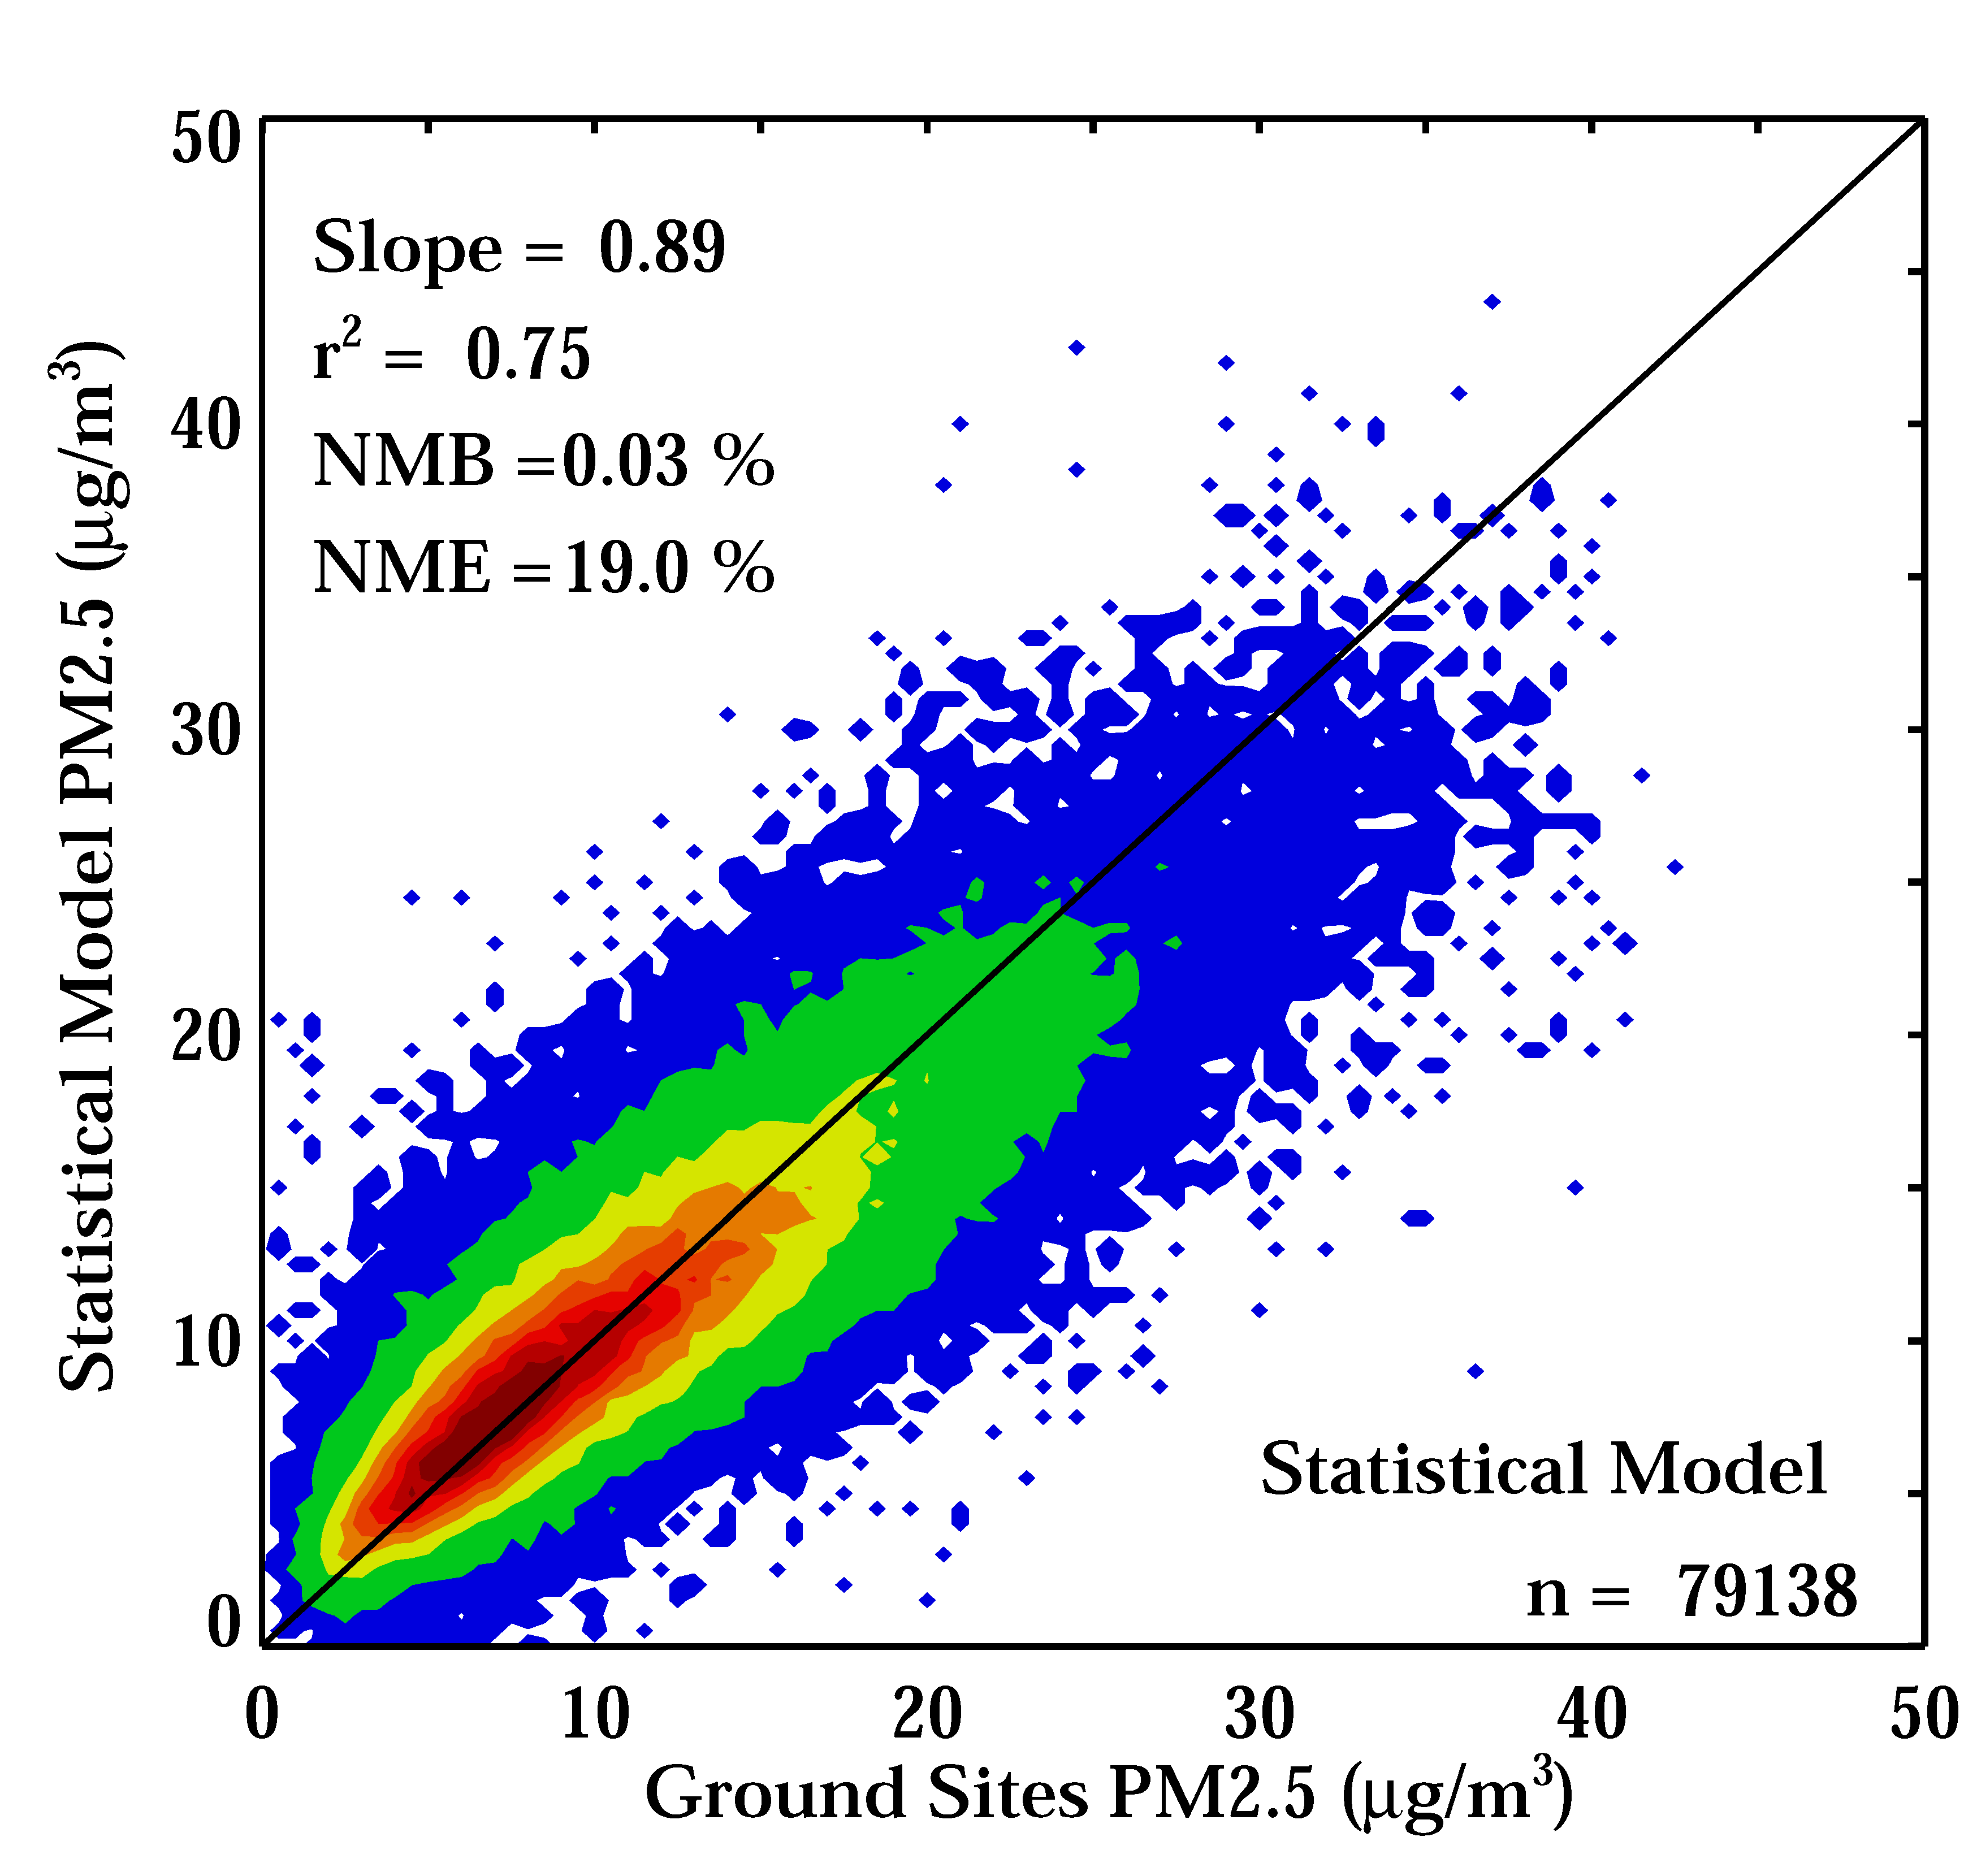 50
Slope = 0.89
r² = 0.75
NMB =0.03 %
NME =19.0 %
40
30
20
10
0
Statistical Model PM2.5 (µg/m³)
Statistical Model
n = 79138
0 10 20 30 40 50
Ground Sites PM2.5 (µg/m³)